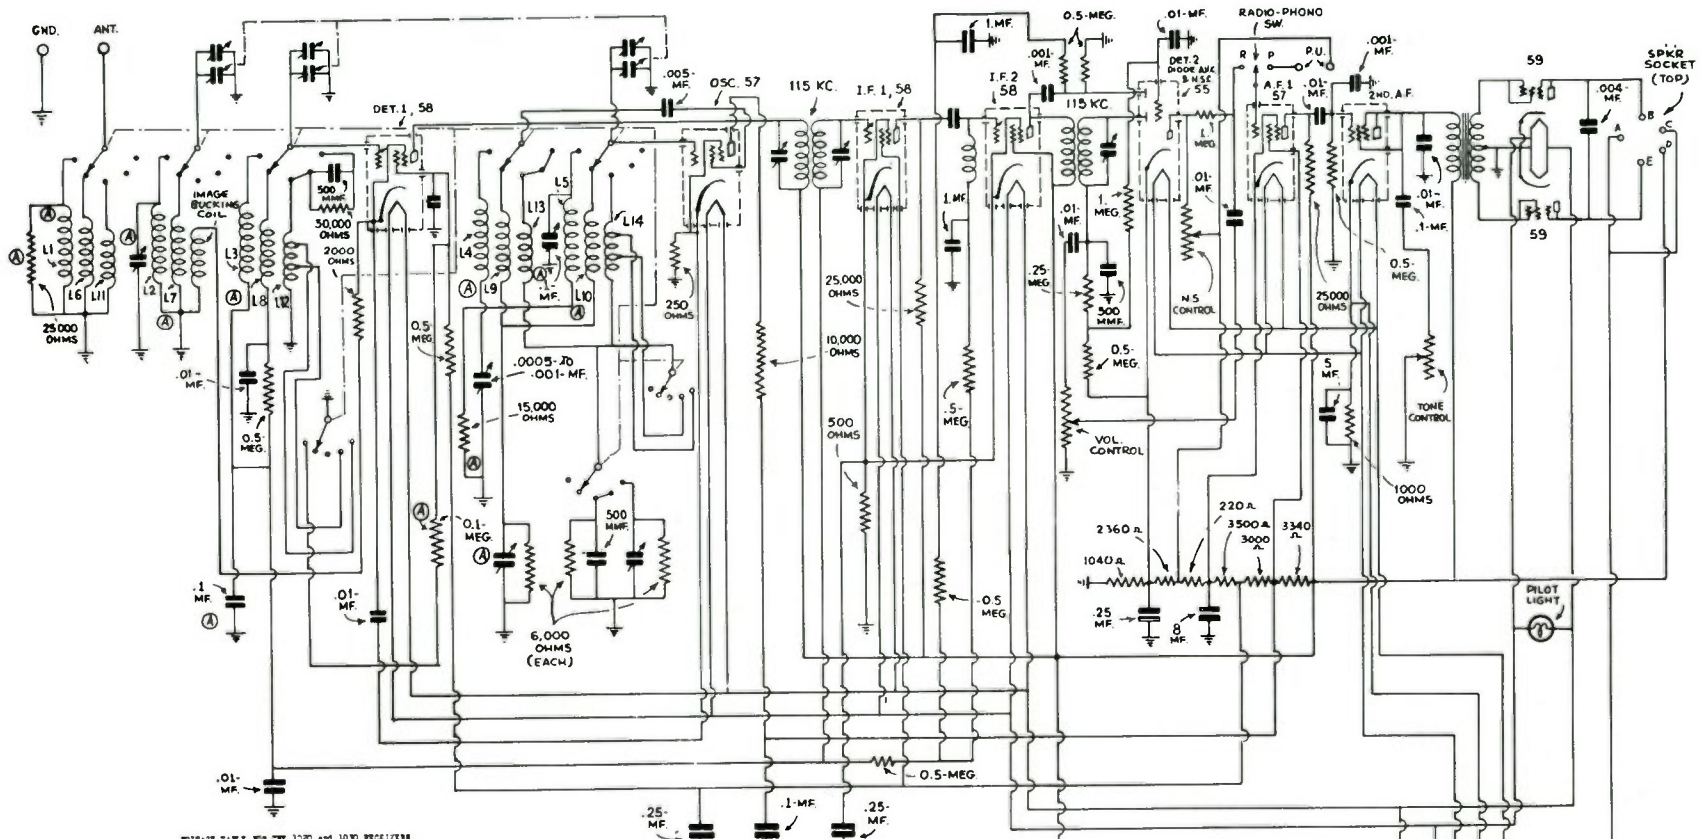 GND.
ANT.
.005-
MF.
OSC. 57
DET.1, 58
115 KC.
I.F. 1, 58
1.MF.
0.5-MEG.
.001-
MF.
I.F.2
58
115 KC.
.01-MF.
DET.2
DIODE AVC
& N.S.C.
55
RADIO-PHONO
SW.
R
P
P.U.
A.F.1
57
.01-
MF.
.001-
MF.
2ND. A.F.
59
.004-
MF.
SPKR
SOCKET
(TOP)
A
B
C
D
E
59
IMAGE
BUCKING
COIL
500
MMF.
50,000
OHMS
2000
OHMS
A
L1
L6
L11
A
25,000
OHMS
A
L2
L7
A
L3
A
L8
L12
L4
A
L9
L13
L5
L14
A
.1-
MF.
L10
A
250
OHMS
1.MF.
.01-
MF.
1.
MEG.
1.
MEG.
.01-
MF.
.25-
MEG.
500
MMF.
N.S.
CONTROL
25,000
OHMS
0.5-
MEG.
.01-
MF.
.1-MF.
25,000
OHMS
10,000
OHMS
0.5-
MEG.
.01-
MF.
0.5-
MEG.
.0005-TO
.001-MF.
15,000
OHMS
A
.5-
MEG.
0.5-
MEG.
500
OHMS
VOL.
CONTROL
5
MF.
TONE
CONTROL
1000
OHMS
A
0.1-
MEG.
A
500
MMF.
2360 Ω
220 Ω
3500 Ω
3000
Ω
3340
Ω
1040 Ω
.1
MF.
A
.01-
MF.
6,000
OHMS
(EACH)
0.5
MEG.
.25
MF.
8
MF.
PILOT
LIGHT
.01-
MF.
0.5-MEG.
.25-
MF.
.1-MF.
.25-
MF.